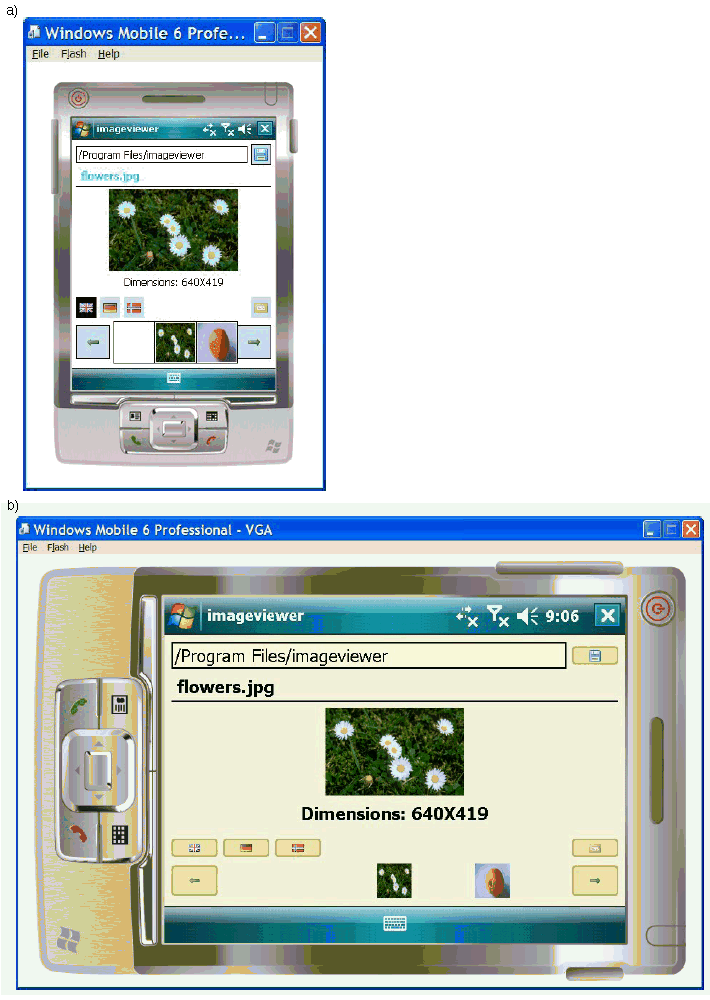 a)
Windows Mobile 6 Profe...
File Flash Help
imageviewer
/Program Files/imageviewer
flowers.jpg
Dimensions: 640X419
b)
Windows Mobile 6 Professional - VGA
File Flash Help
imageviewer 9:06
/Program Files/imageviewer
flowers.jpg
Dimensions: 640X419